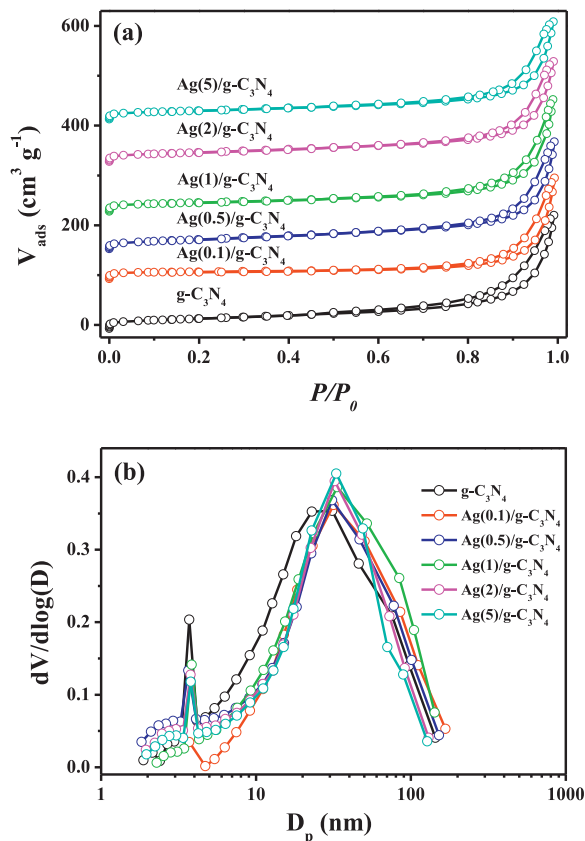 (a)
600
400
200
0
V_ads (cm³ g⁻¹)
Ag(5)/g-C₃N₄
Ag(2)/g-C₃N₄
Ag(1)/g-C₃N₄
Ag(0.5)/g-C₃N₄
Ag(0.1)/g-C₃N₄
g-C₃N₄
0.0 0.2 0.4 0.6 0.8 1.0
P/P₀
(b)
0.4
0.3
0.2
0.1
0.0
dV/dlog(D)
g-C₃N₄
Ag(0.1)/g-C₃N₄
Ag(0.5)/g-C₃N₄
Ag(1)/g-C₃N₄
Ag(2)/g-C₃N₄
Ag(5)/g-C₃N₄
1 10 100 1000
Dₚ (nm)